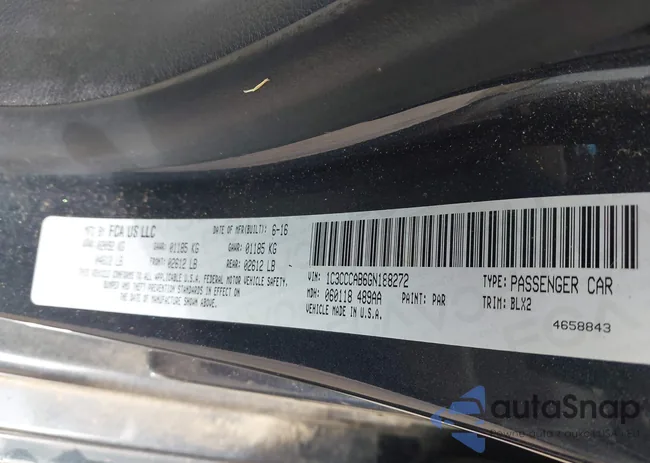 MFG BY FCA US LLC DATE OF MFR(BUILT): 6-16
GAWR: 01185 KG GAWR: 01185 KG
FRONT: 02612 LB REAR: 02612 LB
THIS VEHICLE CONFORMS TO ALL APPLICABLE U.S.A. FEDERAL MOTOR VEHICLE SAFETY,
BUMPER AND THEFT PREVENTION STANDARDS IN EFFECT ON
THE DATE OF MANUFACTURE SHOWN ABOVE.
VIN: 1C3CCCAB6GN188272 TYPE: PASSENGER CAR
MDH: 060118 489AA PAINT: PAR TRIM: BLX2
VEHICLE MADE IN U.S.A. 4658843
autaSnap